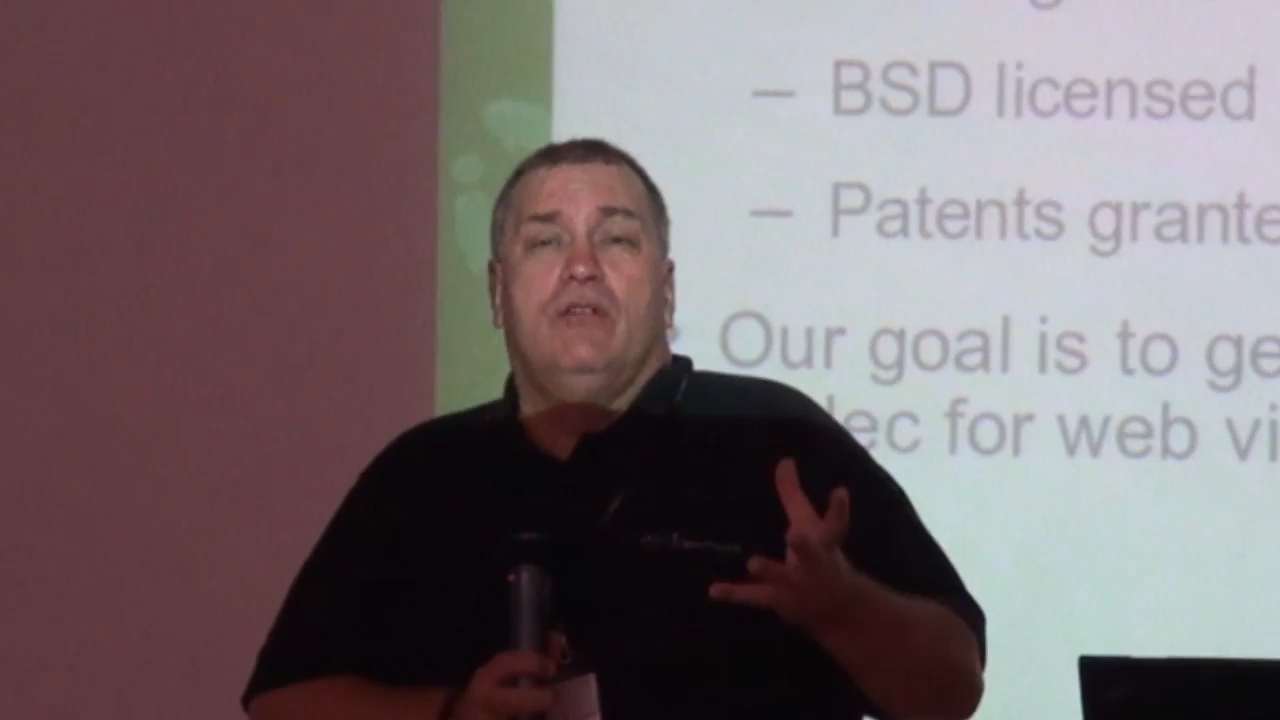 – BSD licensed
– Patents grante
Our goal is to ge
dec for web vi